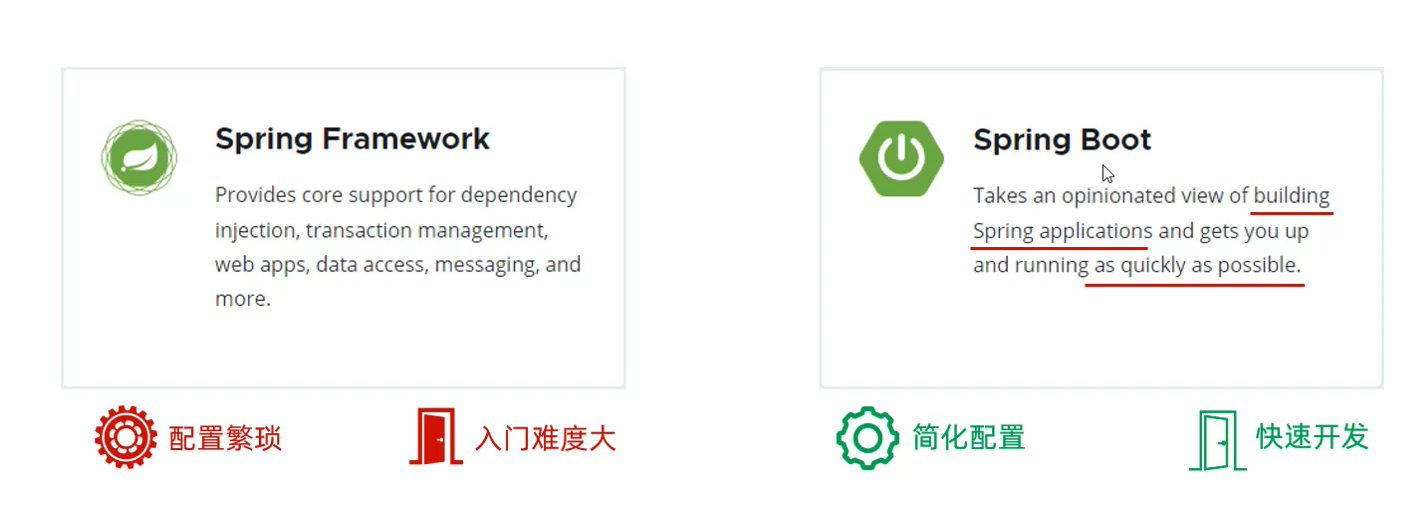 Spring Framework
Provides core support for dependency
injection, transaction management,
web apps, data access, messaging, and
more.
配置繁琐
入门难度大
Spring Boot
Takes an opinionated view of building
Spring applications and gets you up
and running as quickly as possible.
简化配置
快速开发